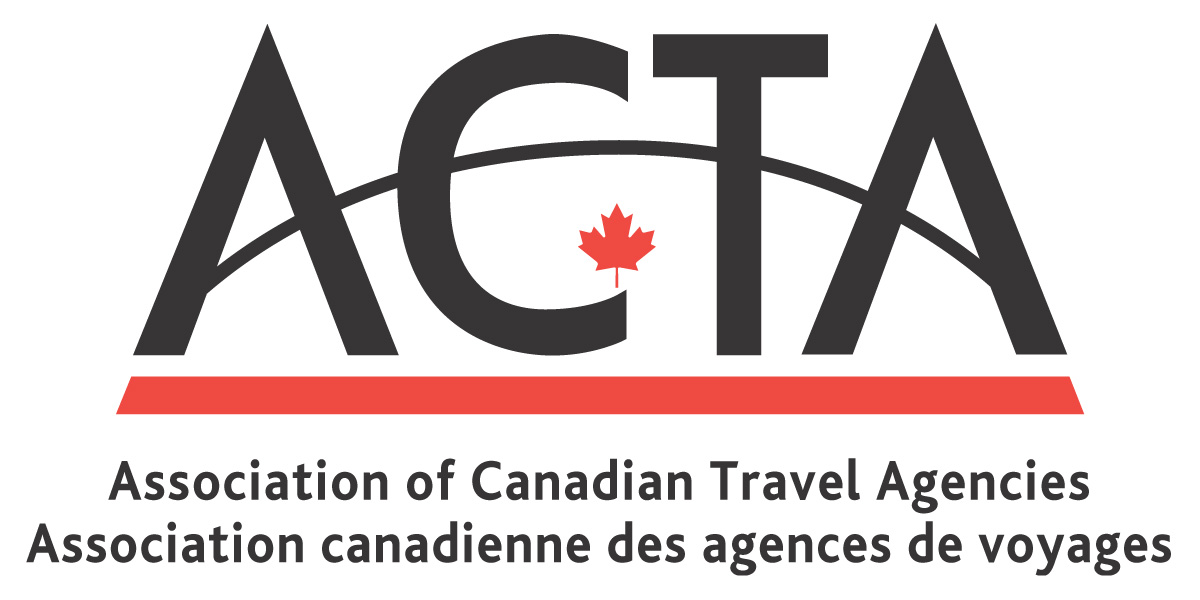 ACTA
Association of Canadian Travel Agencies
Association canadienne des agences de voyages